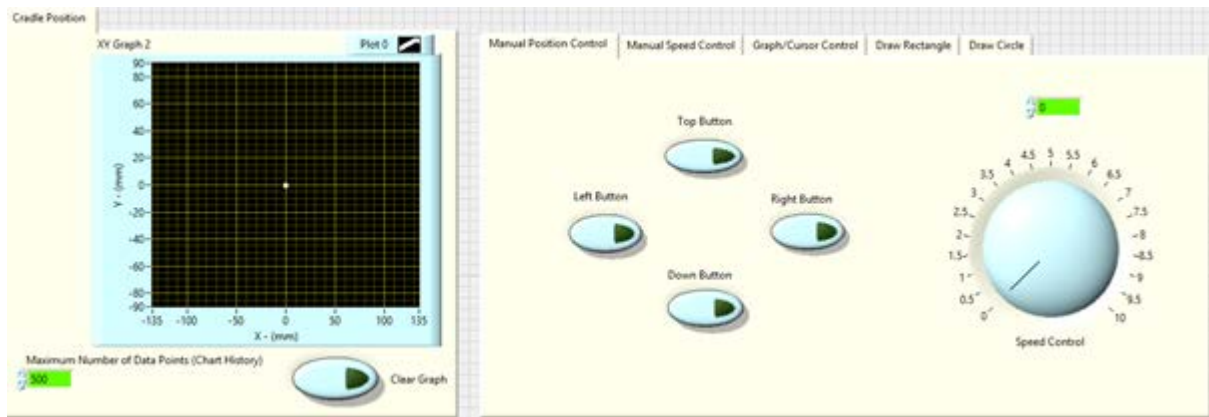 Cradle Position
XY Graph 2
Plot 0
90
80
60
40
20
0
-20
-40
-60
-80
-90
Y - (mm)
-135 -100 -50 0 50 100 135
X - (mm)
Maximum Number of Data Points (Chart History)
500
Clear Graph
Manual Position Control Manual Speed Control Graph/Cursor Control Draw Rectangle Draw Circle
Top Button
Left Button
Right Button
Down Button
0
0
0.5
1
1.5
2
2.5
3
3.5
4
4.5
5
5.5
6
6.5
7
7.5
8
8.5
9
9.5
10
Speed Control